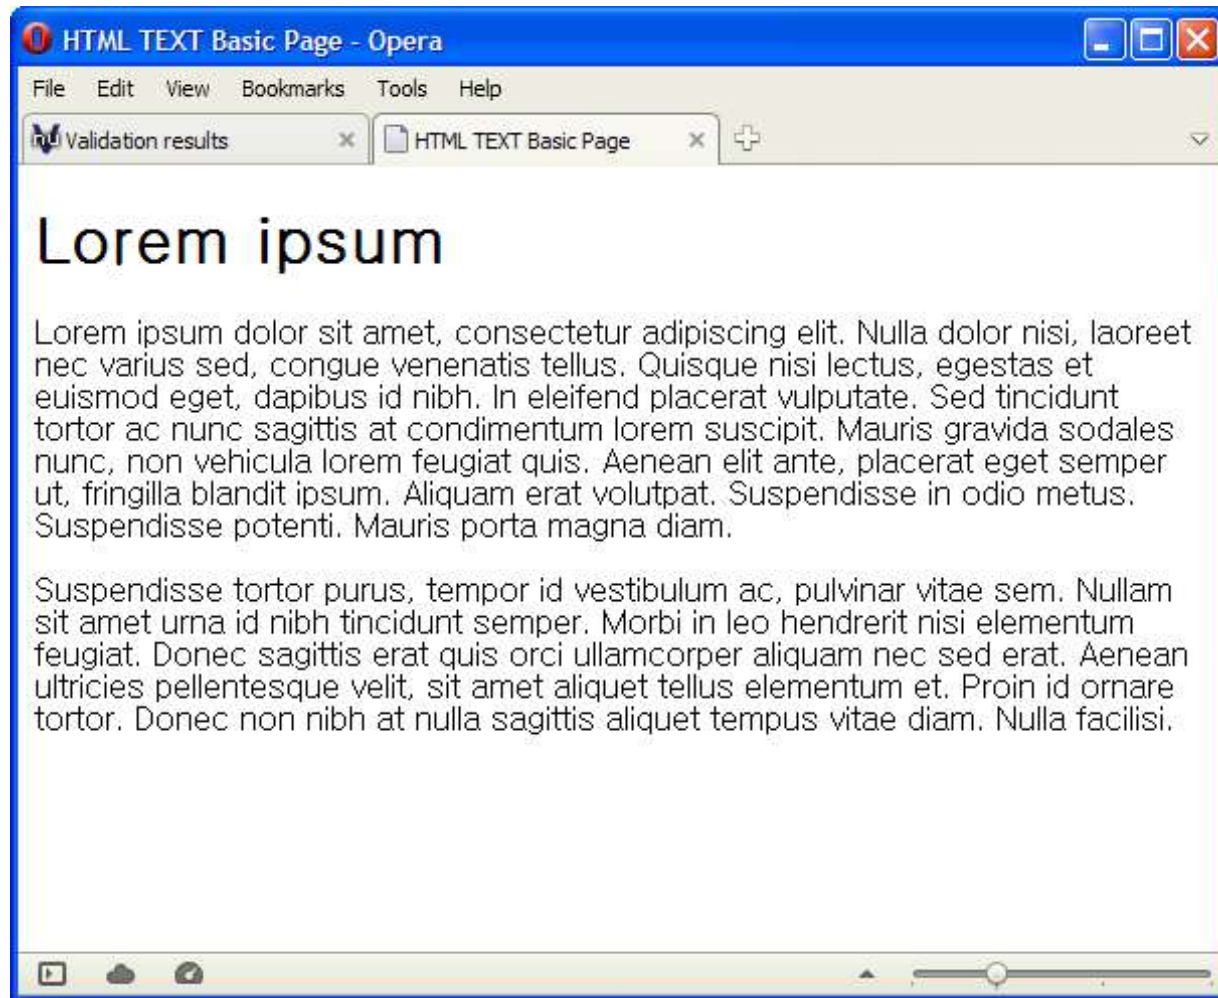 HTML TEXT Basic Page - Opera
File Edit View Bookmarks Tools Help
Validation results HTML TEXT Basic Page
Lorem ipsum
Lorem ipsum dolor sit amet, consectetur adipiscing elit. Nulla dolor nisi, laoreet
nec varius sed, congue venenatis tellus. Quisque nisi lectus, egestas et
euismod eget, dapibus id nibh. In eleifend placerat vulputate. Sed tincidunt
tortor ac nunc sagittis at condimentum lorem suscipit. Mauris gravida sodales
nunc, non vehicula lorem feugiat quis. Aenean elit ante, placerat eget semper
ut, fringilla blandit ipsum. Aliquam erat volutpat. Suspendisse in odio metus.
Suspendisse potenti. Mauris porta magna diam.
Suspendisse tortor purus, tempor id vestibulum ac, pulvinar vitae sem. Nullam
sit amet urna id nibh tincidunt semper. Morbi in leo hendrerit nisi elementum
feugiat. Donec sagittis erat quis orci ullamcorper aliquam nec sed erat. Aenean
ultricies pellentesque velit, sit amet aliquet tellus elementum et. Proin id ornare
tortor. Donec non nibh at nulla sagittis aliquet tempus vitae diam. Nulla facilisi.